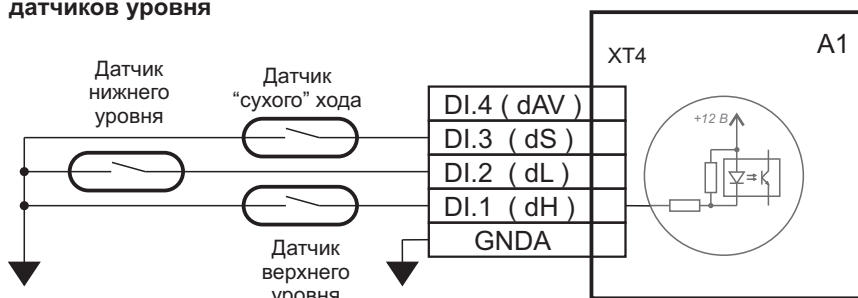 датчиков уровня
Датчик
нижнего
уровня
Датчик
“сухого” хода
Датчик
верхнего
уровня
DI.4 ( dAV )
DI.3 ( dS )
DI.2 ( dL )
DI.1 ( dH )
GNDA
XT4
A1
+12 В